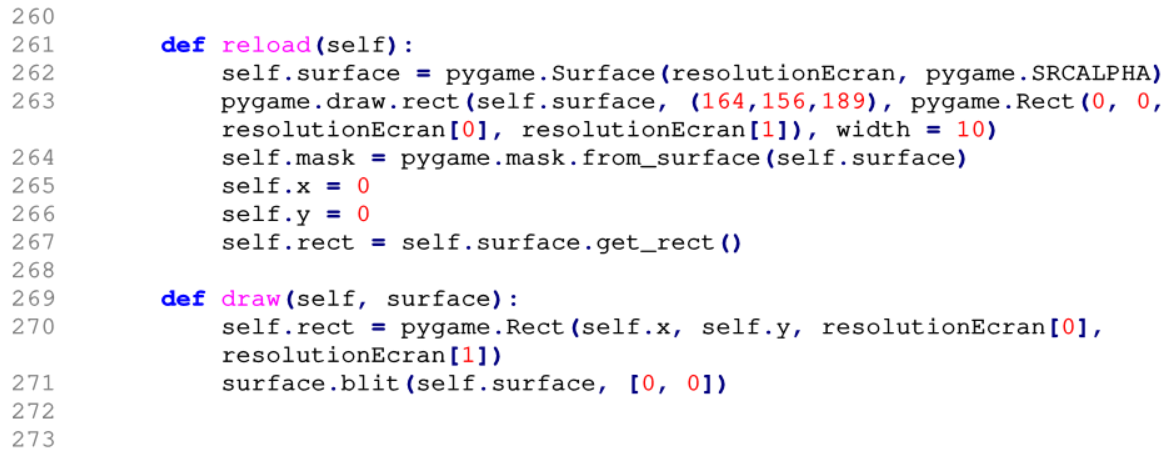 260
261 def reload(self):
262 self.surface = pygame.Surface(resolutionEcran, pygame.SRCALPHA)
263 pygame.draw.rect(self.surface, (164,156,189), pygame.Rect(0, 0,
resolutionEcran[0], resolutionEcran[1]), width = 10)
264 self.mask = pygame.mask.from_surface(self.surface)
265 self.x = 0
266 self.y = 0
267 self.rect = self.surface.get_rect()
268
269 def draw(self, surface):
270 self.rect = pygame.Rect(self.x, self.y, resolutionEcran[0],
resolutionEcran[1])
271 surface.blit(self.surface, [0, 0])
272
273